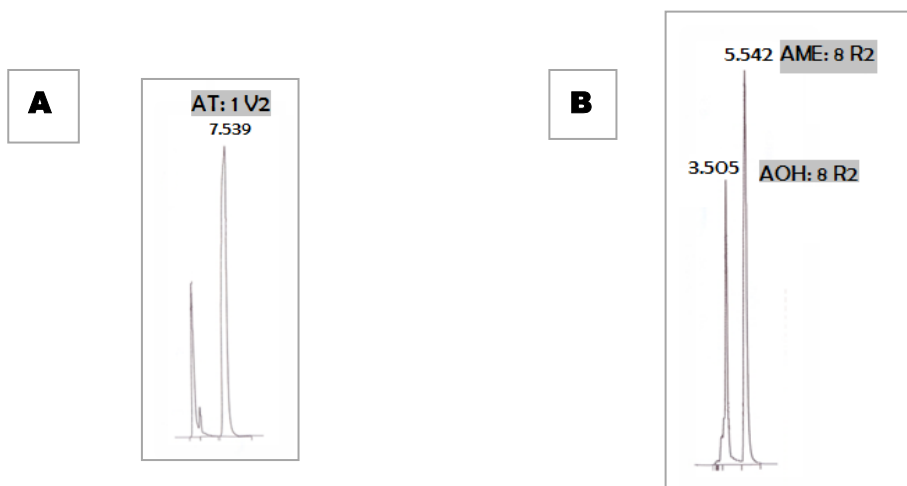 A
AT: 1 V2
7.539
B
5.542 AME: 8 R2
3.505 AOH: 8 R2